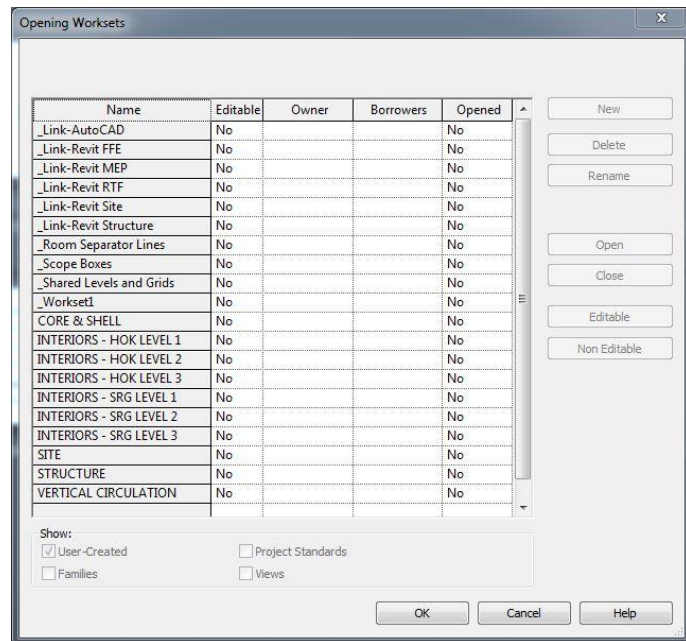 Opening Worksets
x
Name Editable Owner Borrowers Opened
_Link-AutoCAD No No
_Link-Revit FFE No No
_Link-Revit MEP No No
_Link-Revit RTF No No
_Link-Revit Site No No
_Link-Revit Structure No No
_Room Separator Lines No No
_Scope Boxes No No
_Shared Levels and Grids No No
_Workset1 No No
CORE & SHELL No No
INTERIORS - HOK LEVEL 1 No No
INTERIORS - HOK LEVEL 2 No No
INTERIORS - HOK LEVEL 3 No No
INTERIORS - SRG LEVEL 1 No No
INTERIORS - SRG LEVEL 2 No No
INTERIORS - SRG LEVEL 3 No No
SITE No No
STRUCTURE No No
VERTICAL CIRCULATION No No
New
Delete
Rename
Open
Close
Editable
Non Editable
Show:
User-Created Project Standards
Families Views
OK Cancel Help